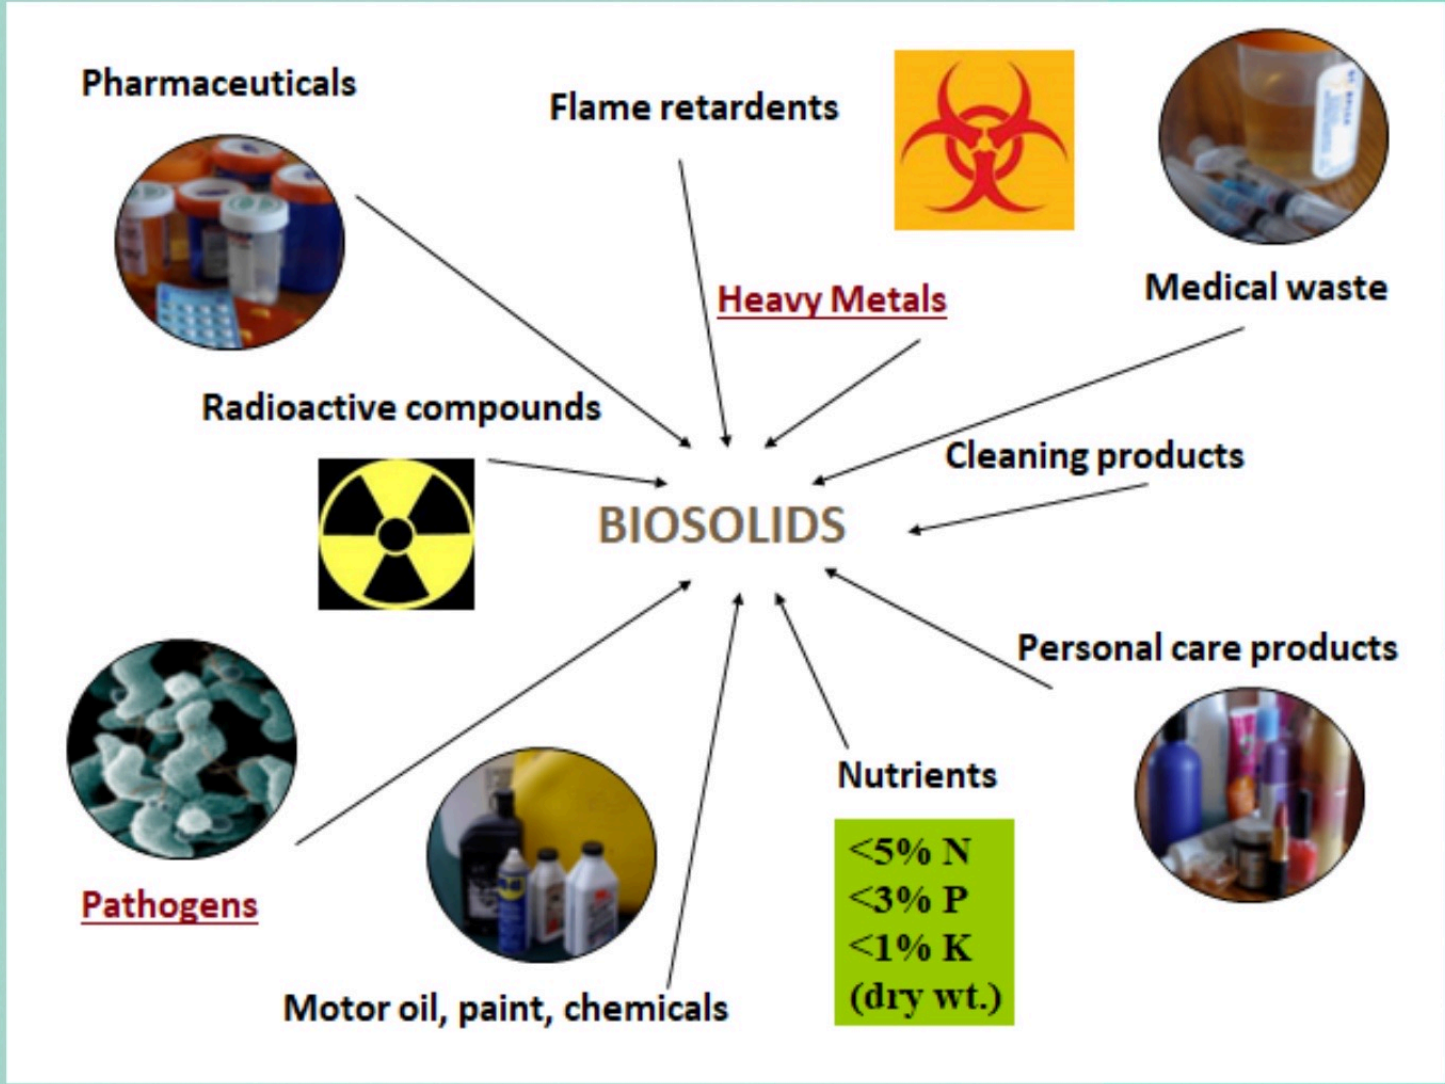 Pharmaceuticals
Flame retardents
Heavy Metals
Medical waste
Radioactive compounds
Cleaning products
BIOSOLIDS
Personal care products
Nutrients
<5% N
<3% P
<1% K
(dry wt.)
Pathogens
Motor oil, paint, chemicals